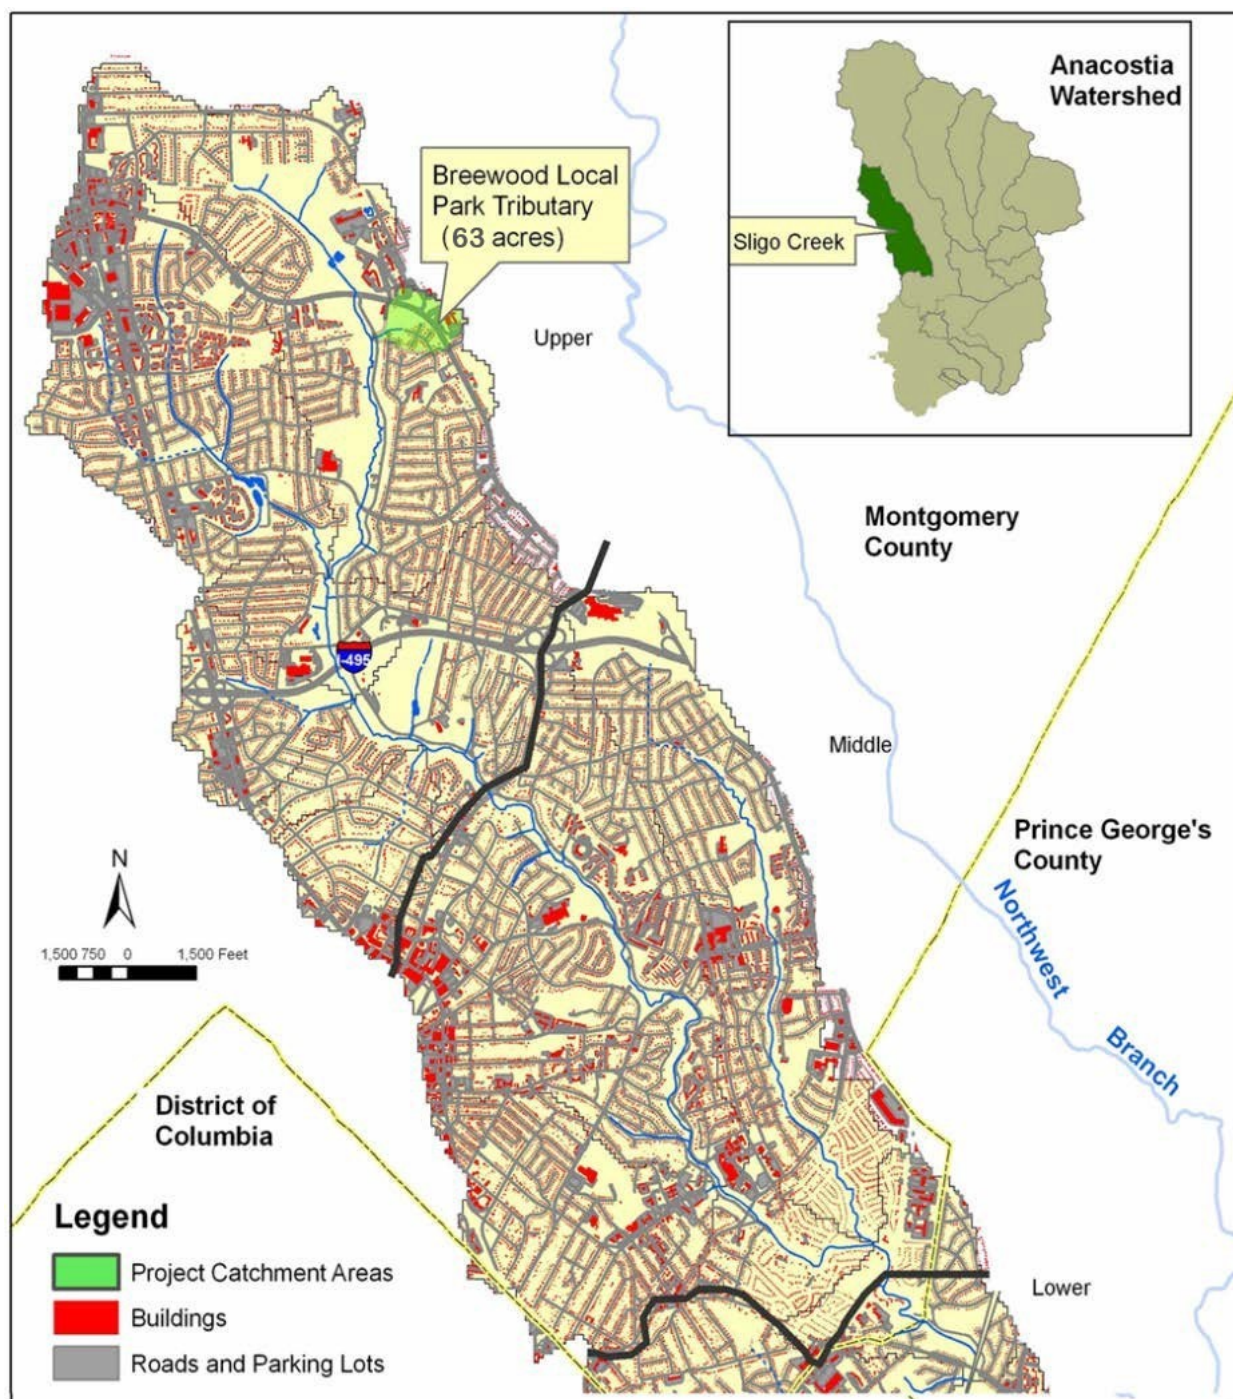 Anacostia
Watershed
Sligo Creek
Breewood Local
Park Tributary
(63 acres)
Upper
Montgomery
County
I-495
Middle
Prince George's
County
Northwest
Branch
N
1,500 750 0 1,500 Feet
District of
Columbia
Lower
Legend
Project Catchment Areas
Buildings
Roads and Parking Lots